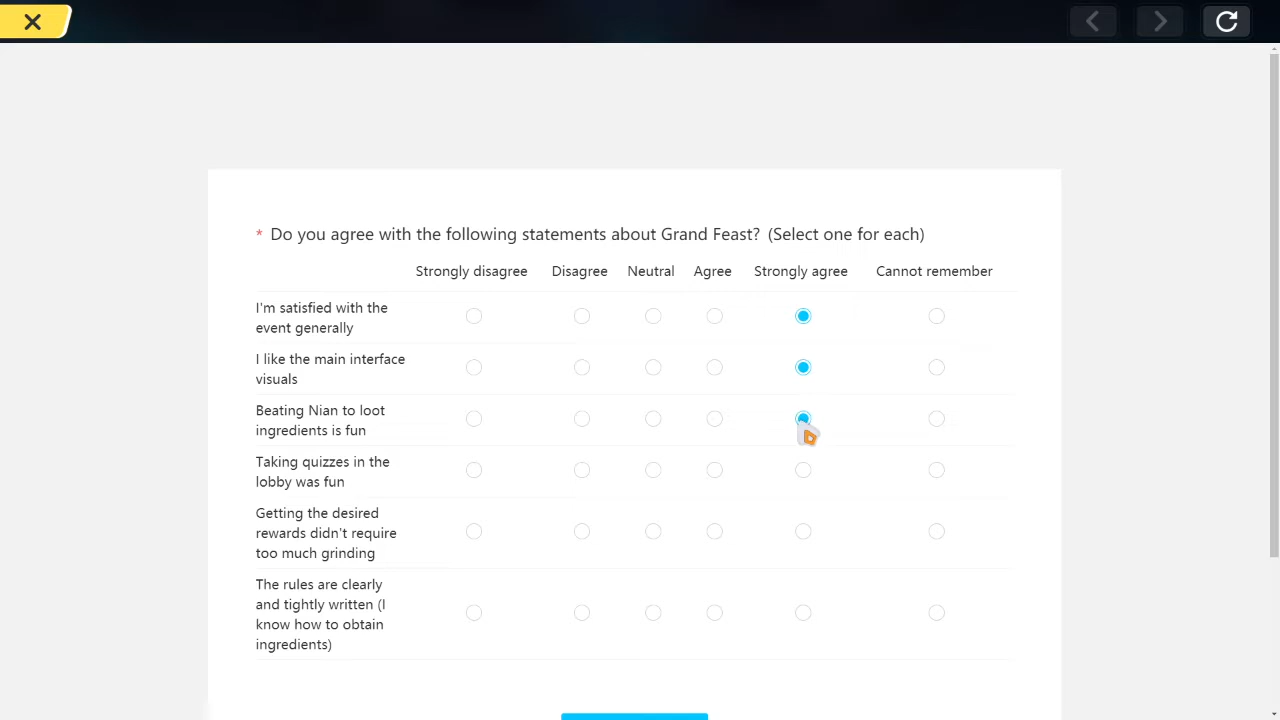 * Do you agree with the following statements about Grand Feast? (Select one for each)
Strongly disagree Disagree Neutral Agree Strongly agree Cannot remember
I'm satisfied with the
event generally
I like the main interface
visuals
Beating Nian to loot
ingredients is fun
Taking quizzes in the
lobby was fun
Getting the desired
rewards didn't require
too much grinding
The rules are clearly
and tightly written (I
know how to obtain
ingredients)